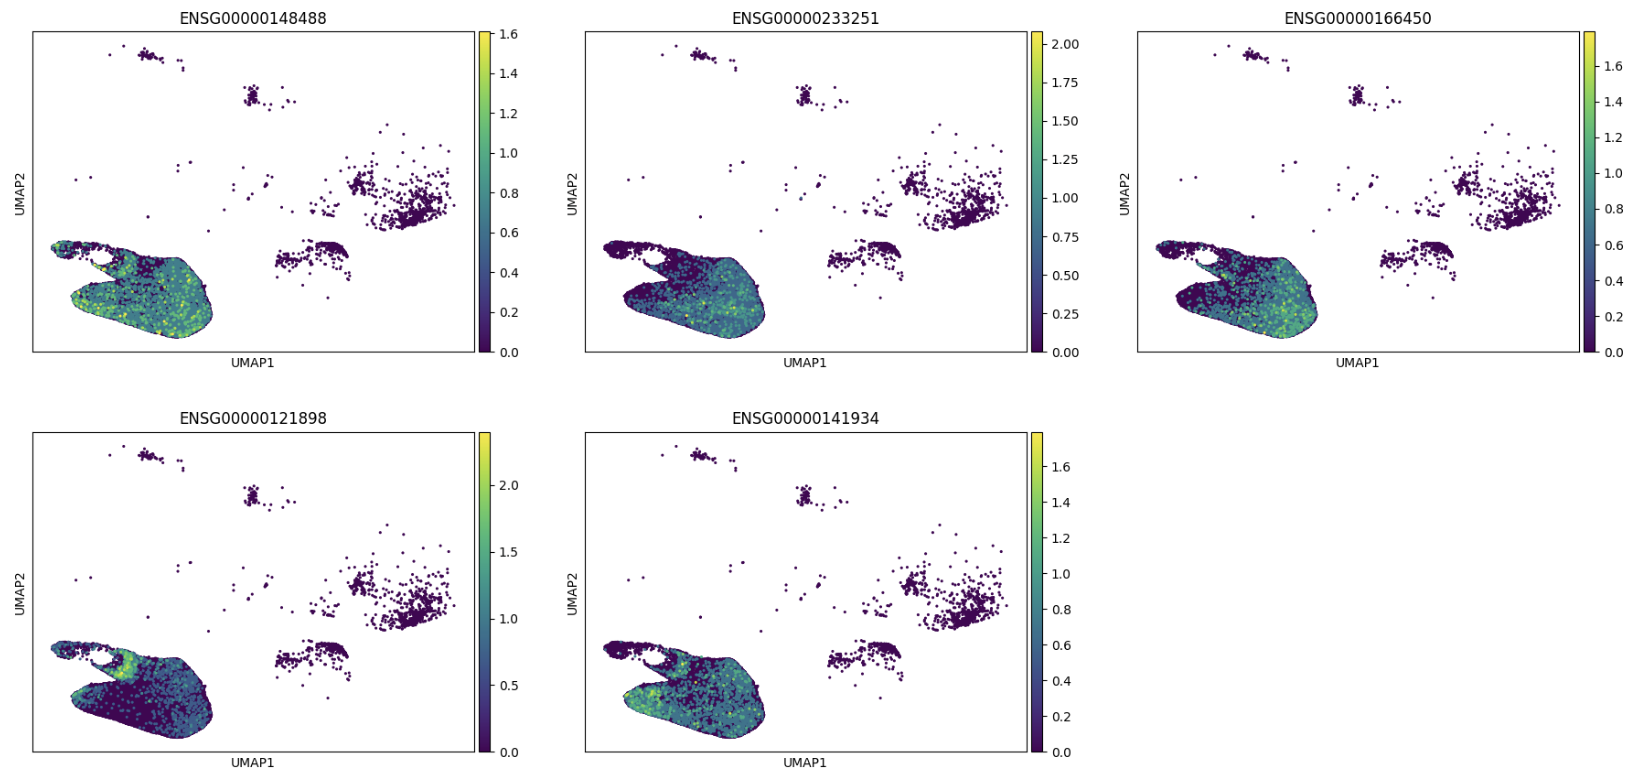 ENSG00000148488
ENSG00000233251
ENSG00000166450
1.6
1.4
1.2
1.0
0.8
0.6
0.4
0.2
0.0
2.00
1.75
1.50
1.25
1.00
0.75
0.50
0.25
0.00
1.6
1.4
1.2
1.0
0.8
0.6
0.4
0.2
0.0
UMAP2
UMAP2
UMAP2
UMAP1
UMAP1
UMAP1
ENSG00000121898
ENSG00000141934
2.0
1.5
1.0
0.5
0.0
1.6
1.4
1.2
1.0
0.8
0.6
0.4
0.2
0.0
UMAP2
UMAP2
UMAP1
UMAP1